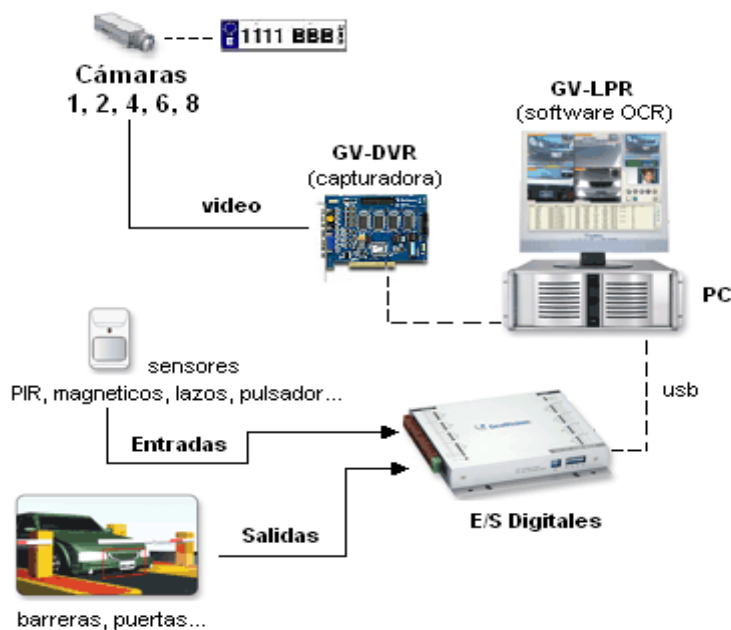 1111 BBB
Cámaras
1, 2, 4, 6, 8
GV-LPR
(software OCR)
GV-DVR
(capturadora)
video
PC
sensores
PIR, magneticos, lazos, pulsador...
usb
Entradas
GeoVision
E/S Digitales
Salidas
barreras, puertas...